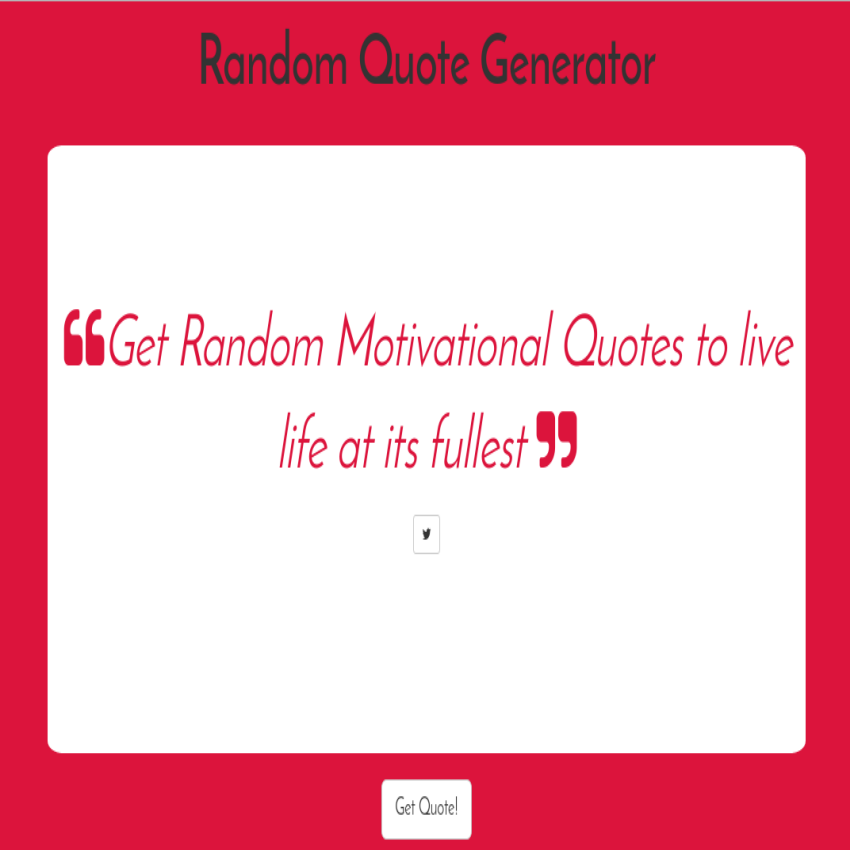 Random Quote Generator
“Get Random Motivational Quotes to live
life at its fullest ”
Get Quote!